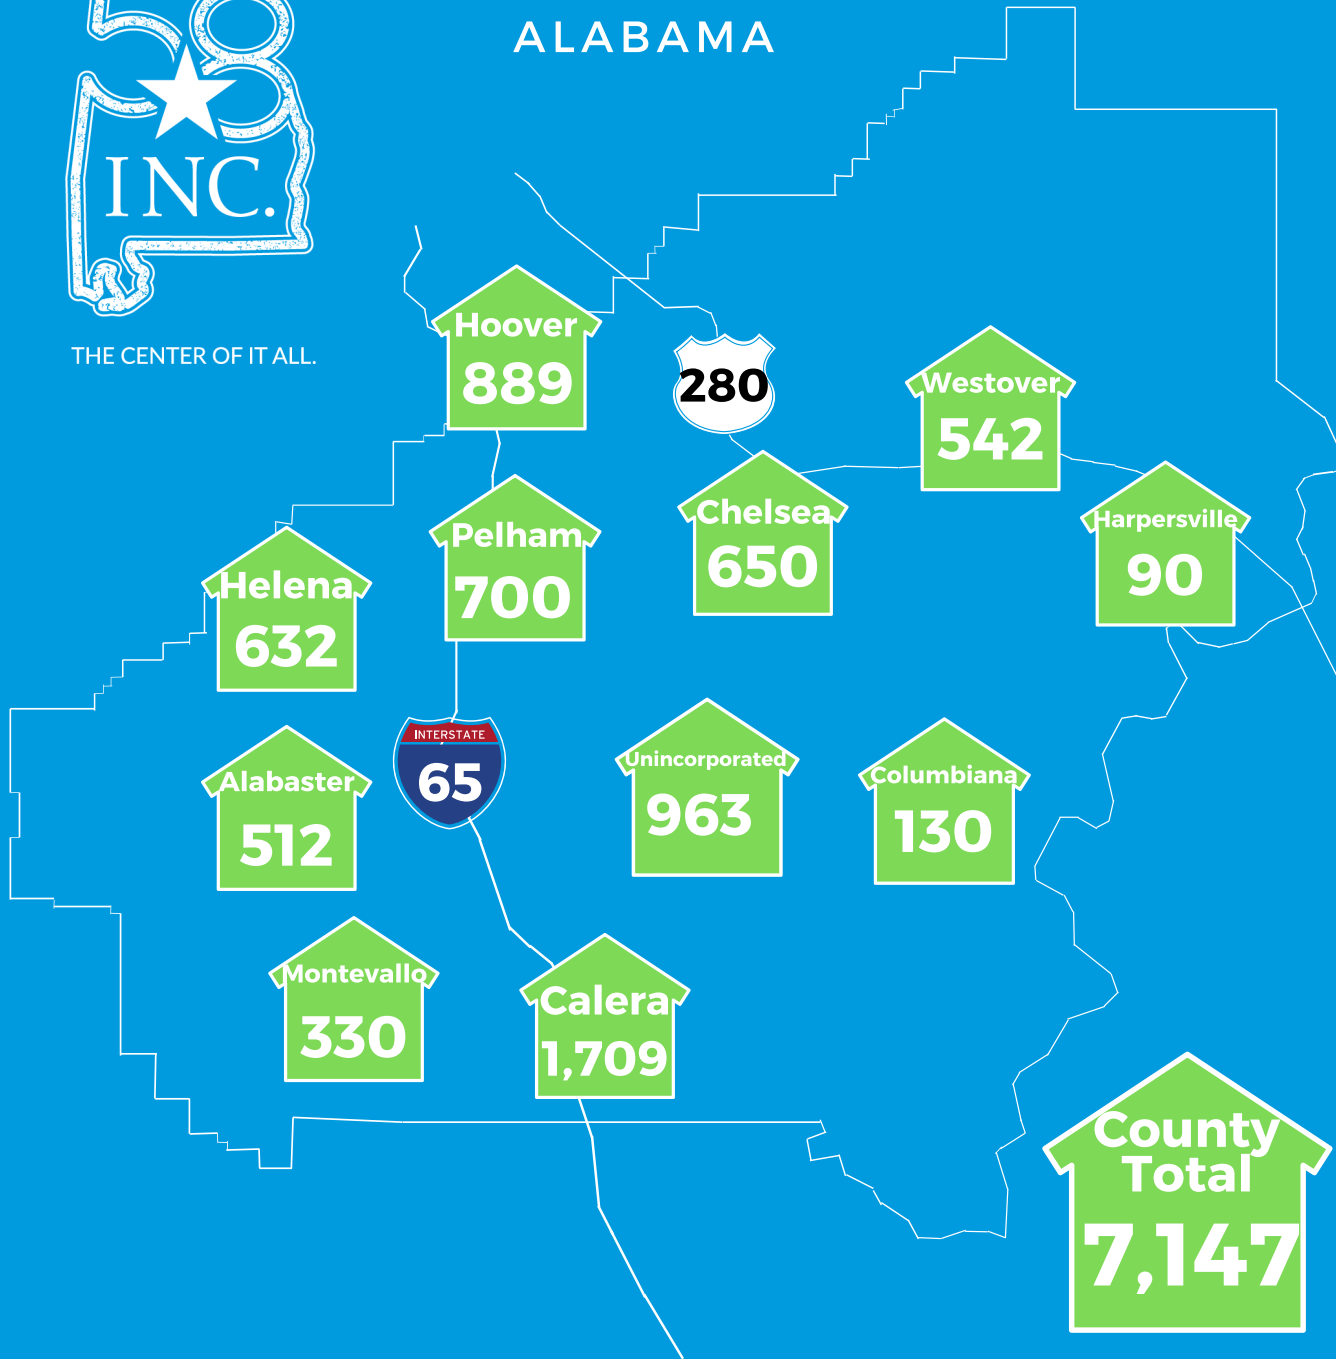 ALABAMA
58
INC.
THE CENTER OF IT ALL.
Hoover
889
280
Westover
542
Chelsea
650
Harpersville
90
Pelham
700
Helena
632
INTERSTATE
65
Alabaster
512
Unincorporated
963
Columbiana
130
Montevallo
330
Calera
1,709
County
Total
7,147